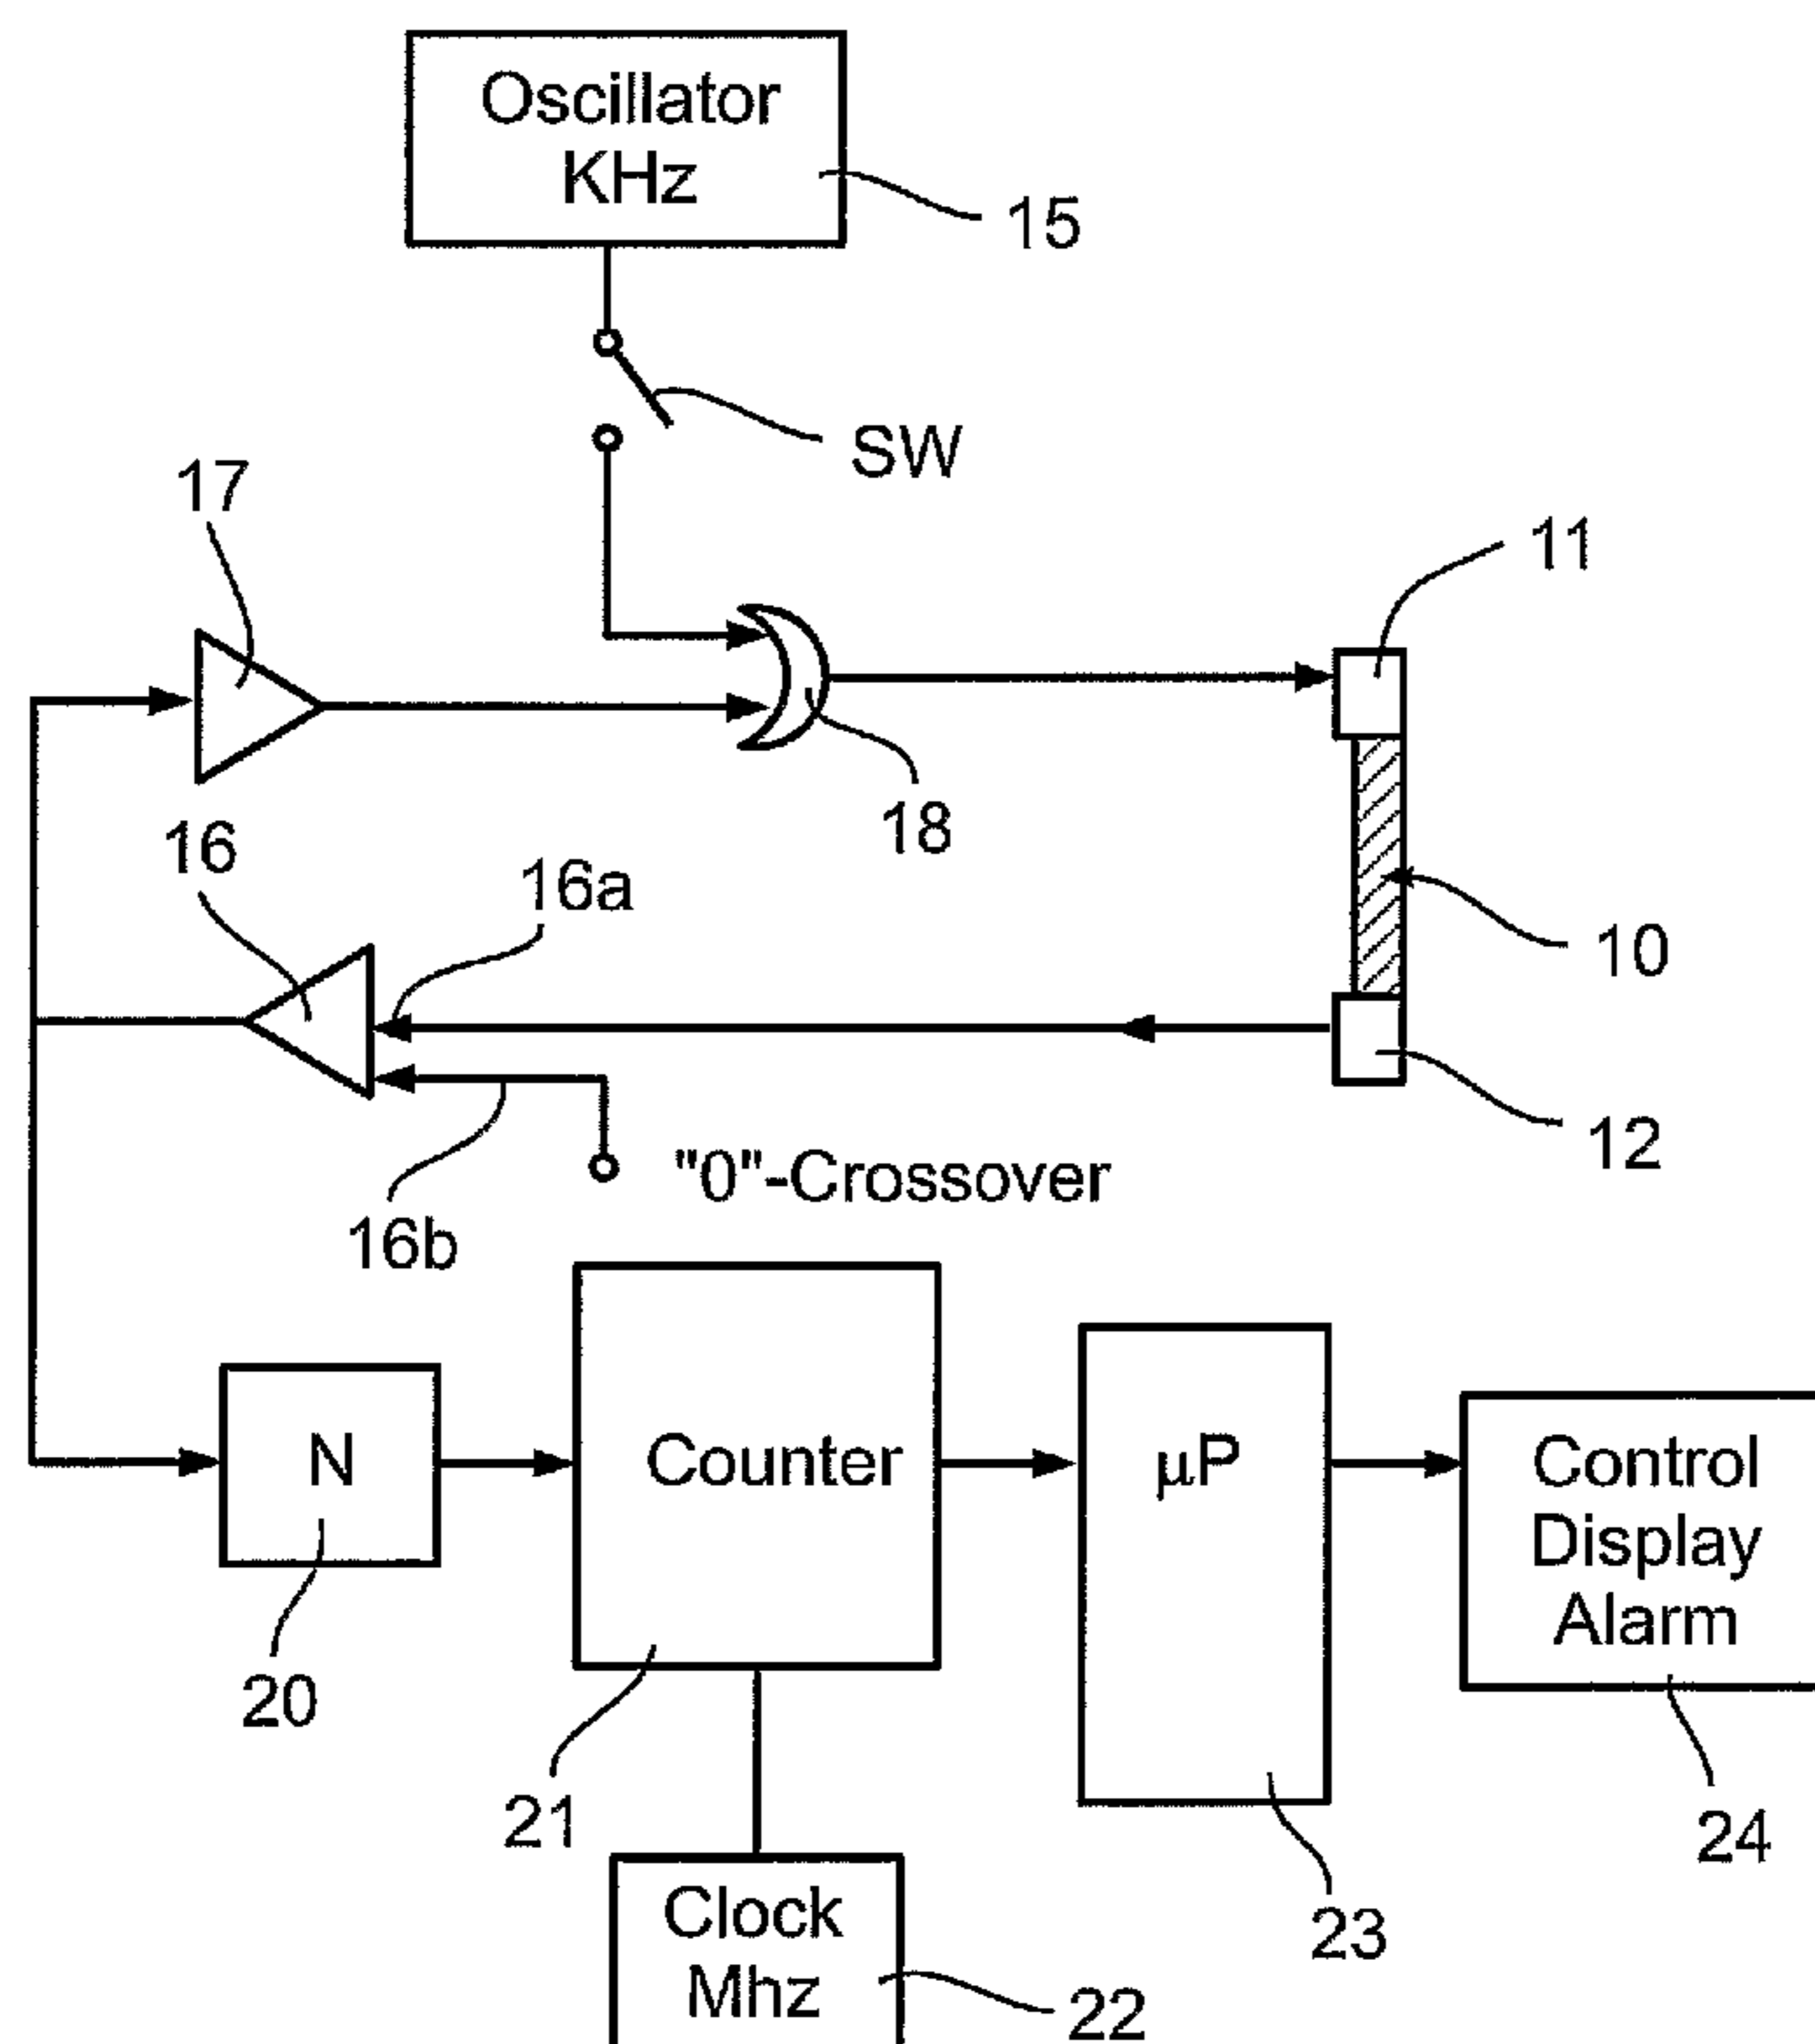 Oscillator
KHz
15
SW
17
11
18
16
16a
10
12
"0"-Crossover
16b
N
Counter
µP
Control
Display
Alarm
20
21
24
Clock
Mhz
23
22